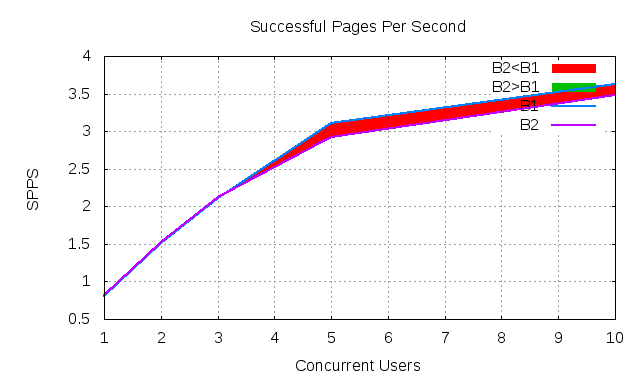 Successful Pages Per Second
4
3.5
3
2.5
2
1.5
1
0.5
SPPS
B2<B1
B2>B1
B1
B2
1 2 3 4 5 6 7 8 9 10
Concurrent Users